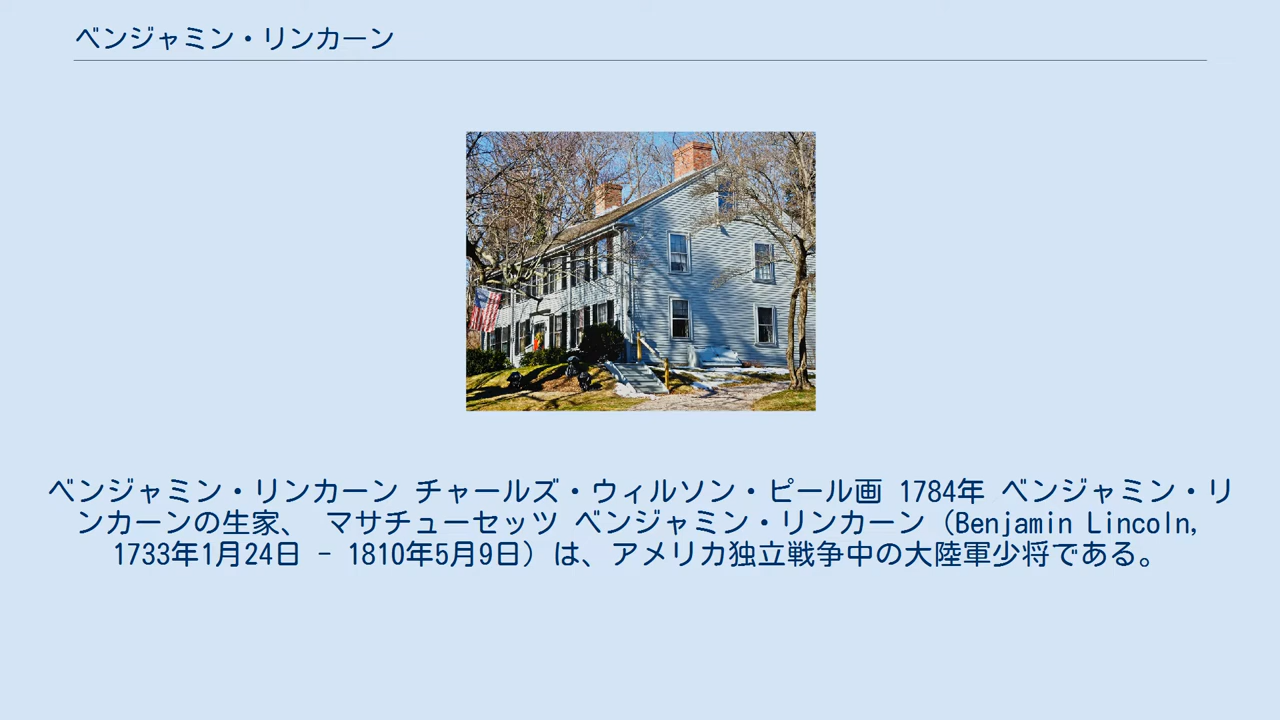 ベンジャミン・リンカーン
ベンジャミン・リンカーン チャールズ・ウィルソン・ピール画 1784年 ベンジャミン・リ
ンカーンの生家、 マサチューセッツ ベンジャミン・リンカーン（Benjamin Lincoln,
1733年1月24日 - 1810年5月9日）は、アメリカ独立戦争中の大陸軍少将である。